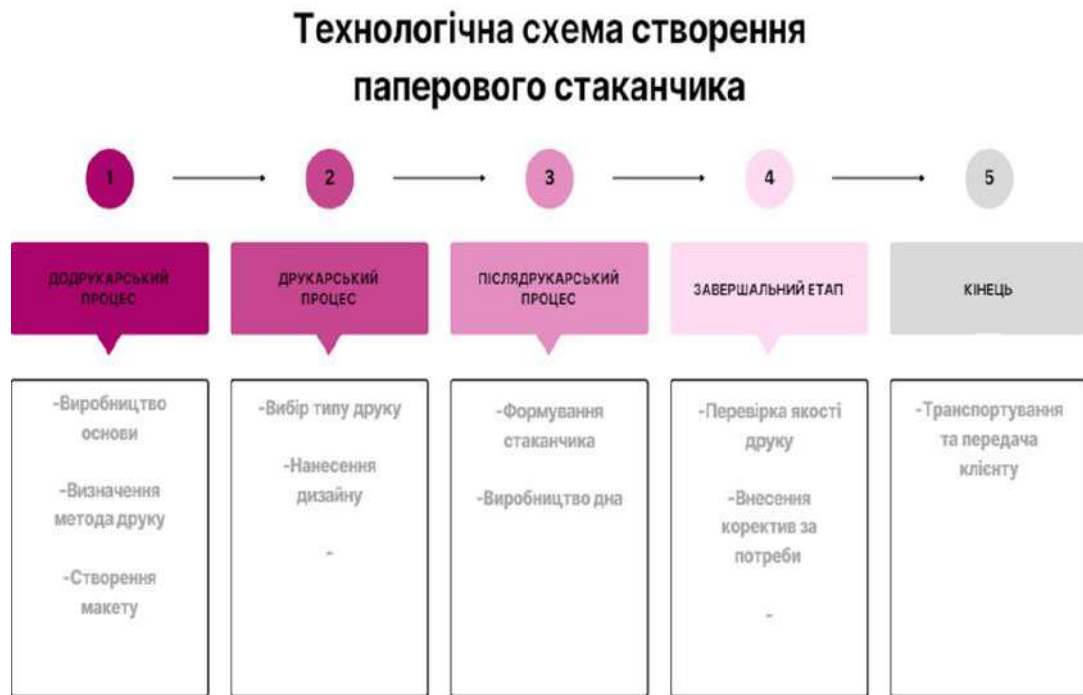 Технологічна схема створення
паперового стаканчика
1
2
3
4
5
ДОДРУКАРСЬКИЙ
ПРОЦЕС
ДРУКАРСЬКИЙ
ПРОЦЕС
ПІСЛЯДРУКАРСЬКИЙ
ПРОЦЕС
ЗАВЕРШАЛЬНИЙ ЕТАП
КІНЕЦЬ
-Виробництво
основи
-Визначення
метода друку
-Створення
макету
-Вибір типу друку
-Нанесення
дизайну
-
-Формування
стаканчика
-Виробництво дна
-Перевірка якості
друку
-Внесення
коректив за
потреби
-
-Транспортування
та передача
клієнту